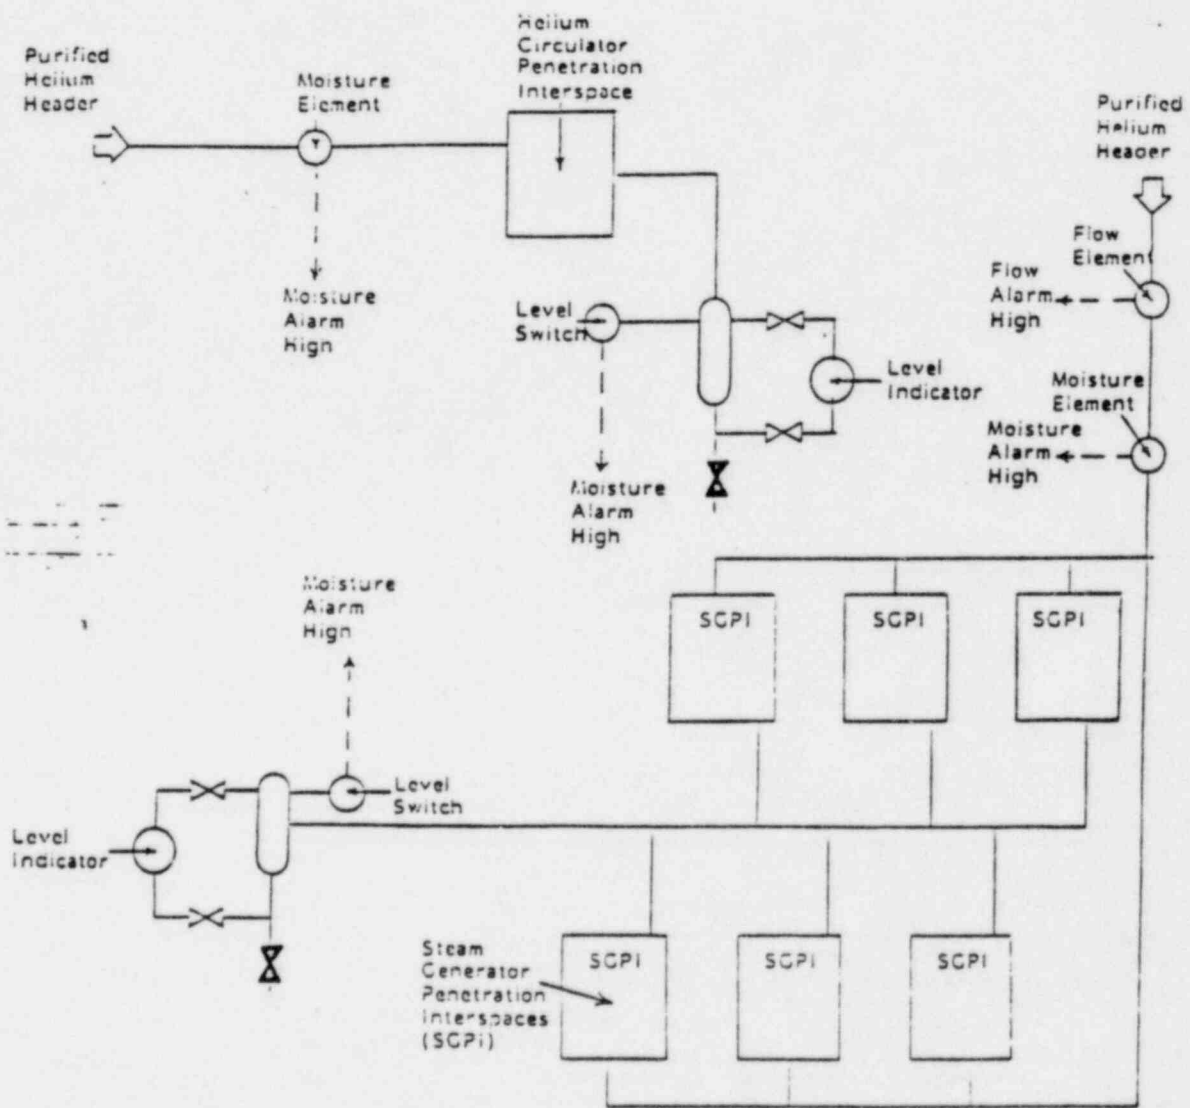 Purified
Helium
Header
Moisture
Element
Helium
Circulator
Penetration
Interspace
Purified
Helium
Header
Moisture
Alarm
High
Level
Switch
Level
Indicator
Moisture
Alarm
High
Flow
Element
Flow
Alarm
High
Moisture
Element
Moisture
Alarm
High
Moisture
Alarm
High
SGPI
SGPI
SGPI
Level
Switch
Level
Indicator
Steam
Generator
Penetration
Interspaces
(SGPI)
SGPI
SGPI
SGPI